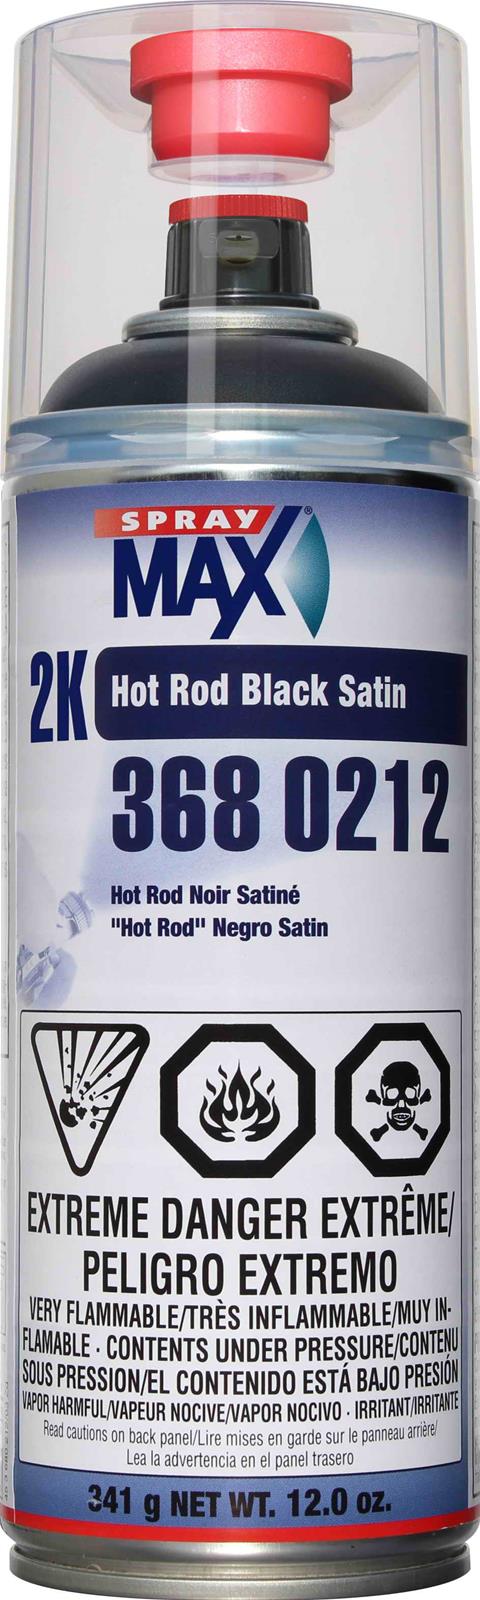 SPRAY
MAX®
2K Hot Rod Black Satin
368 0212
Hot Rod Noir Satiné
"Hot Rod" Negro Satin
EXTREME DANGER EXTRÊME/
PELIGRO EXTREMO
VERY FLAMMABLE/TRÈS INFLAMMABLE/MUY IN-
FLAMABLE · CONTENTS UNDER PRESSURE/CONTENU
SOUS PRESSION/EL CONTENIDO ESTÁ BAJO PRESIÓN
VAPOR HARMFUL/VAPEUR NOCIVE/VAPOR NOCIVO · IRRITANT/IRRITANTE
Read cautions on back panel/Lire mises en garde sur le panneau arrière/
Lea la advertencia en el panel trasero
341 g NET WT. 12.0 oz.